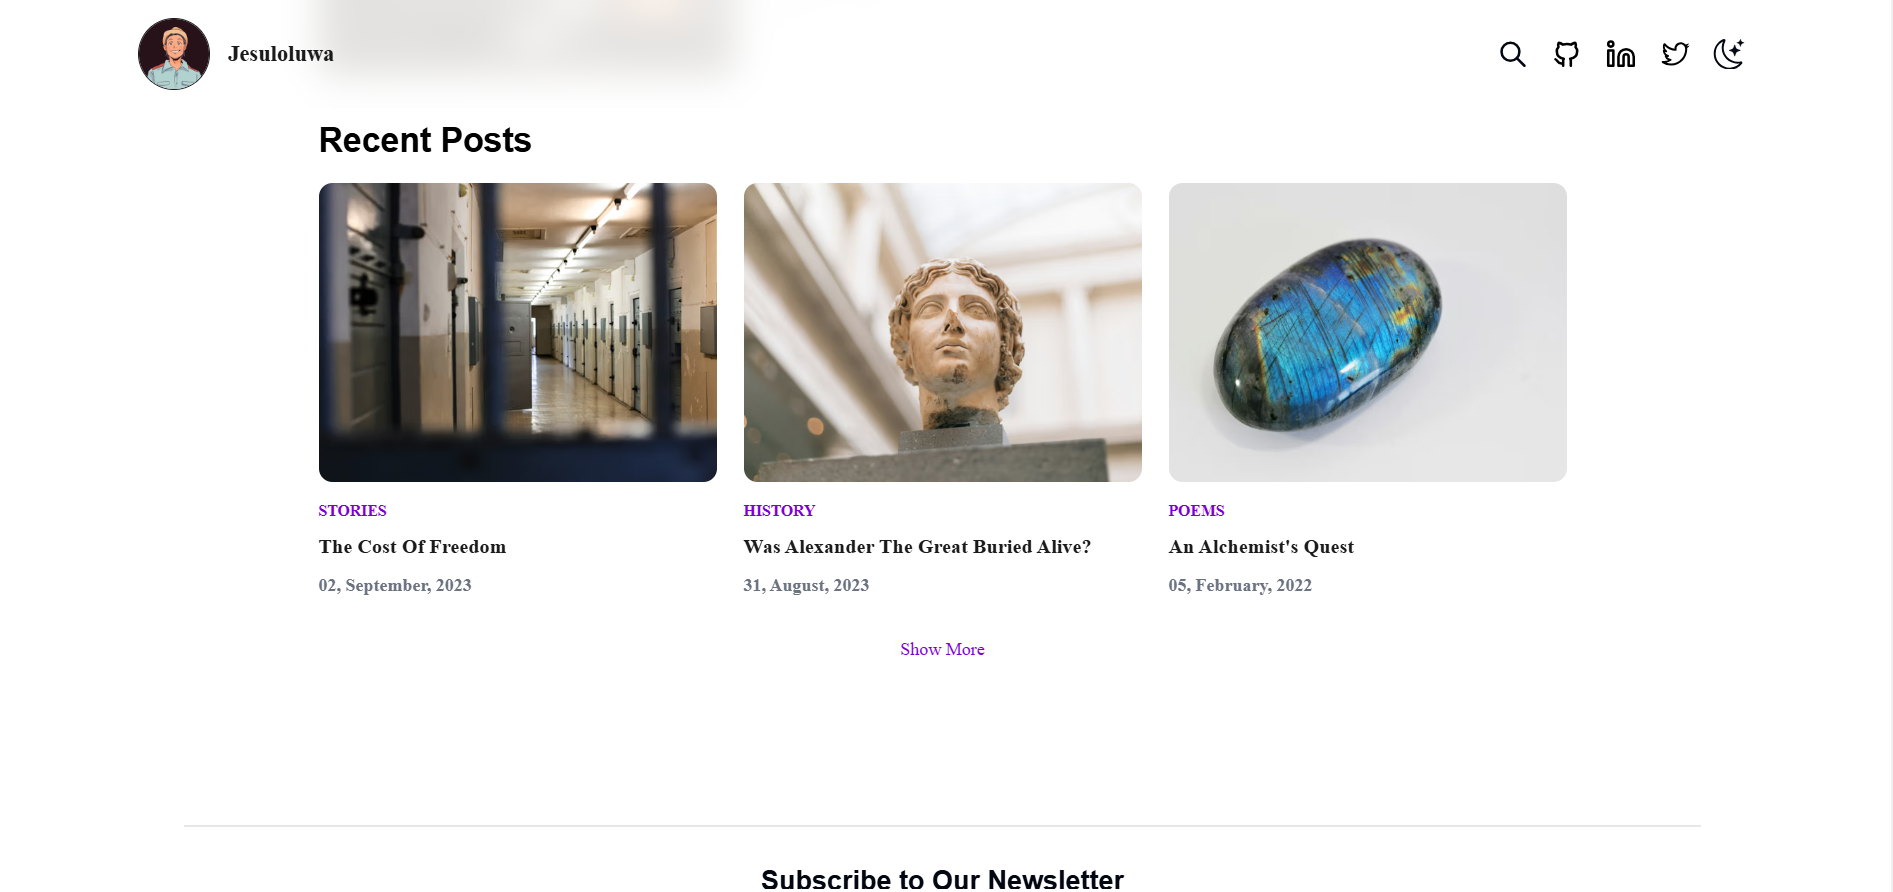 Jesuloluwa
Recent Posts
STORIES
The Cost Of Freedom
02, September, 2023
HISTORY
Was Alexander The Great Buried Alive?
31, August, 2023
POEMS
An Alchemist's Quest
05, February, 2022
Show More
Subscribe to Our Newsletter